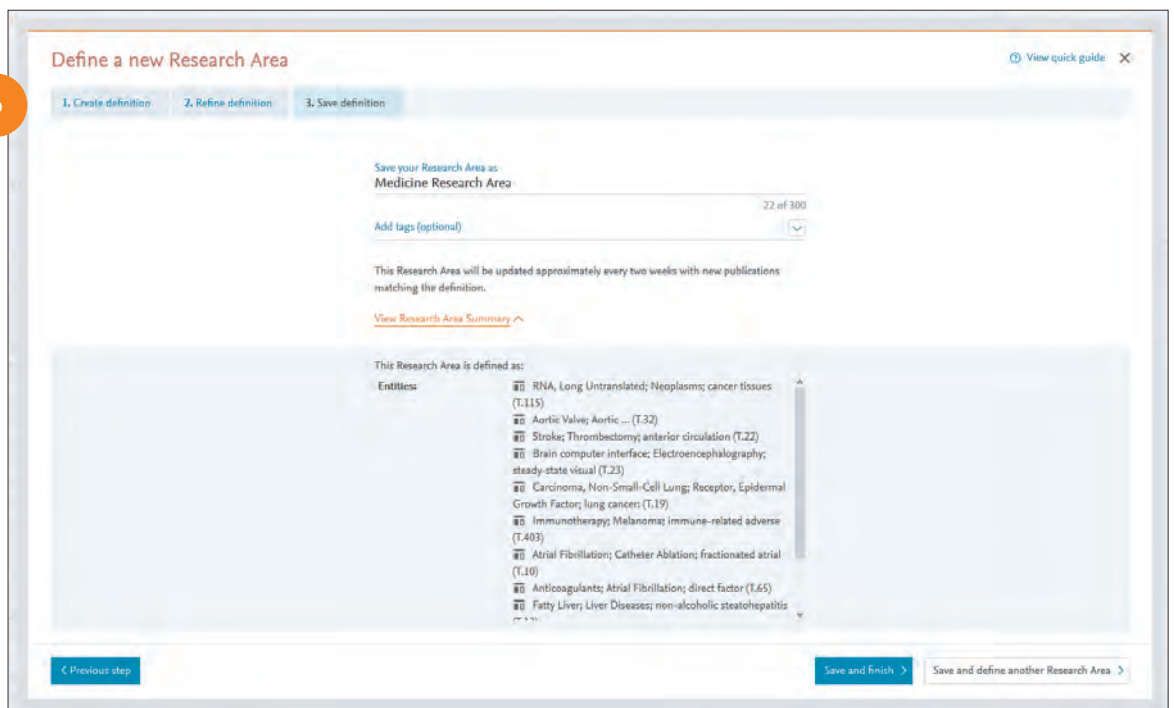 Define a new Research Area
View quick guide
1. Create definition 2. Refine definition 3. Save definition
Save your Research Area as
Medicine Research Area
22 of 300
Add tags (optional)
This Research Area will be updated approximately every two weeks with new publications
matching the definition.
View Research Area Summary
This Research Area is defined as:
Entities: RNA, Long Untranslated; Neoplasms; cancer tissues
(T.115)
Aortic Valve; Aortic ... (T.32)
Stroke; Thrombectomy; anterior circulation (T.22)
Brain computer interface; Electroencephalography;
steady-state visual (T.23)
Carcinoma, Non-Small-Cell Lung; Receptor, Epidermal
Growth Factor; lung cancer: (T.19)
Immunotherapy; Melanoma; immune-related adverse
(T.403)
Atrial Fibrillation; Catheter Ablation; fractionated atrial
(T.10)
Anticoagulants; Atrial Fibrillation; direct factor (T.65)
Fatty Liver; Liver Diseases; non-alcoholic steatohepatitis
< Previous step
Save and finish >
Save and define another Research Area >